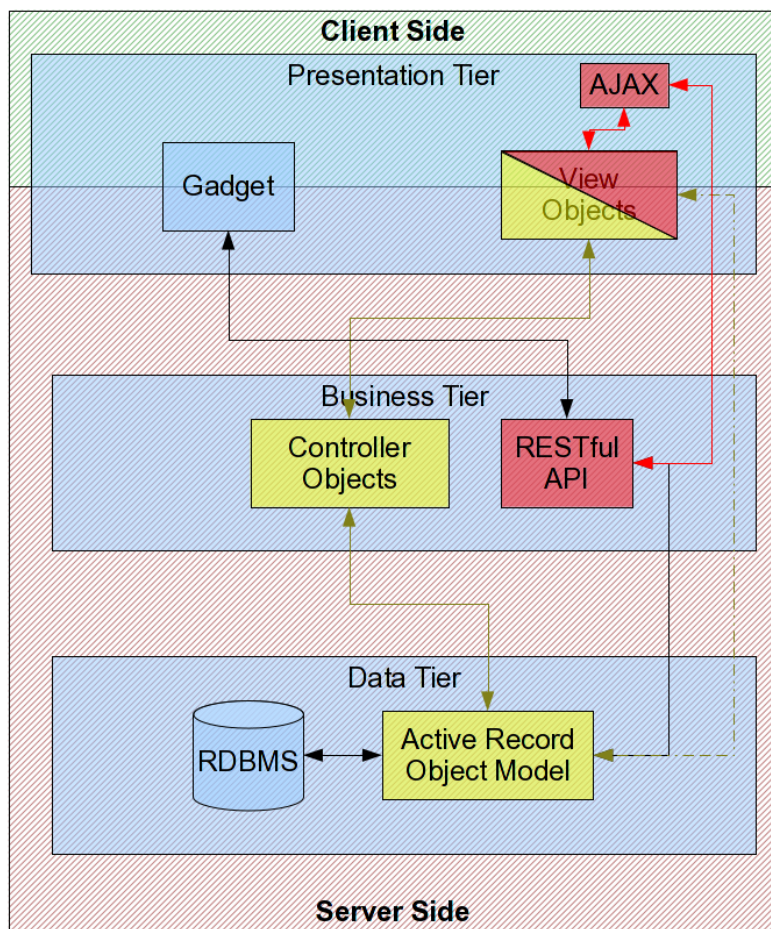 Client Side
Presentation Tier
AJAX
Gadget
View
Objects
Business Tier
Controller
Objects
RESTful
API
Data Tier
RDBMS
Active Record
Object Model
Server Side